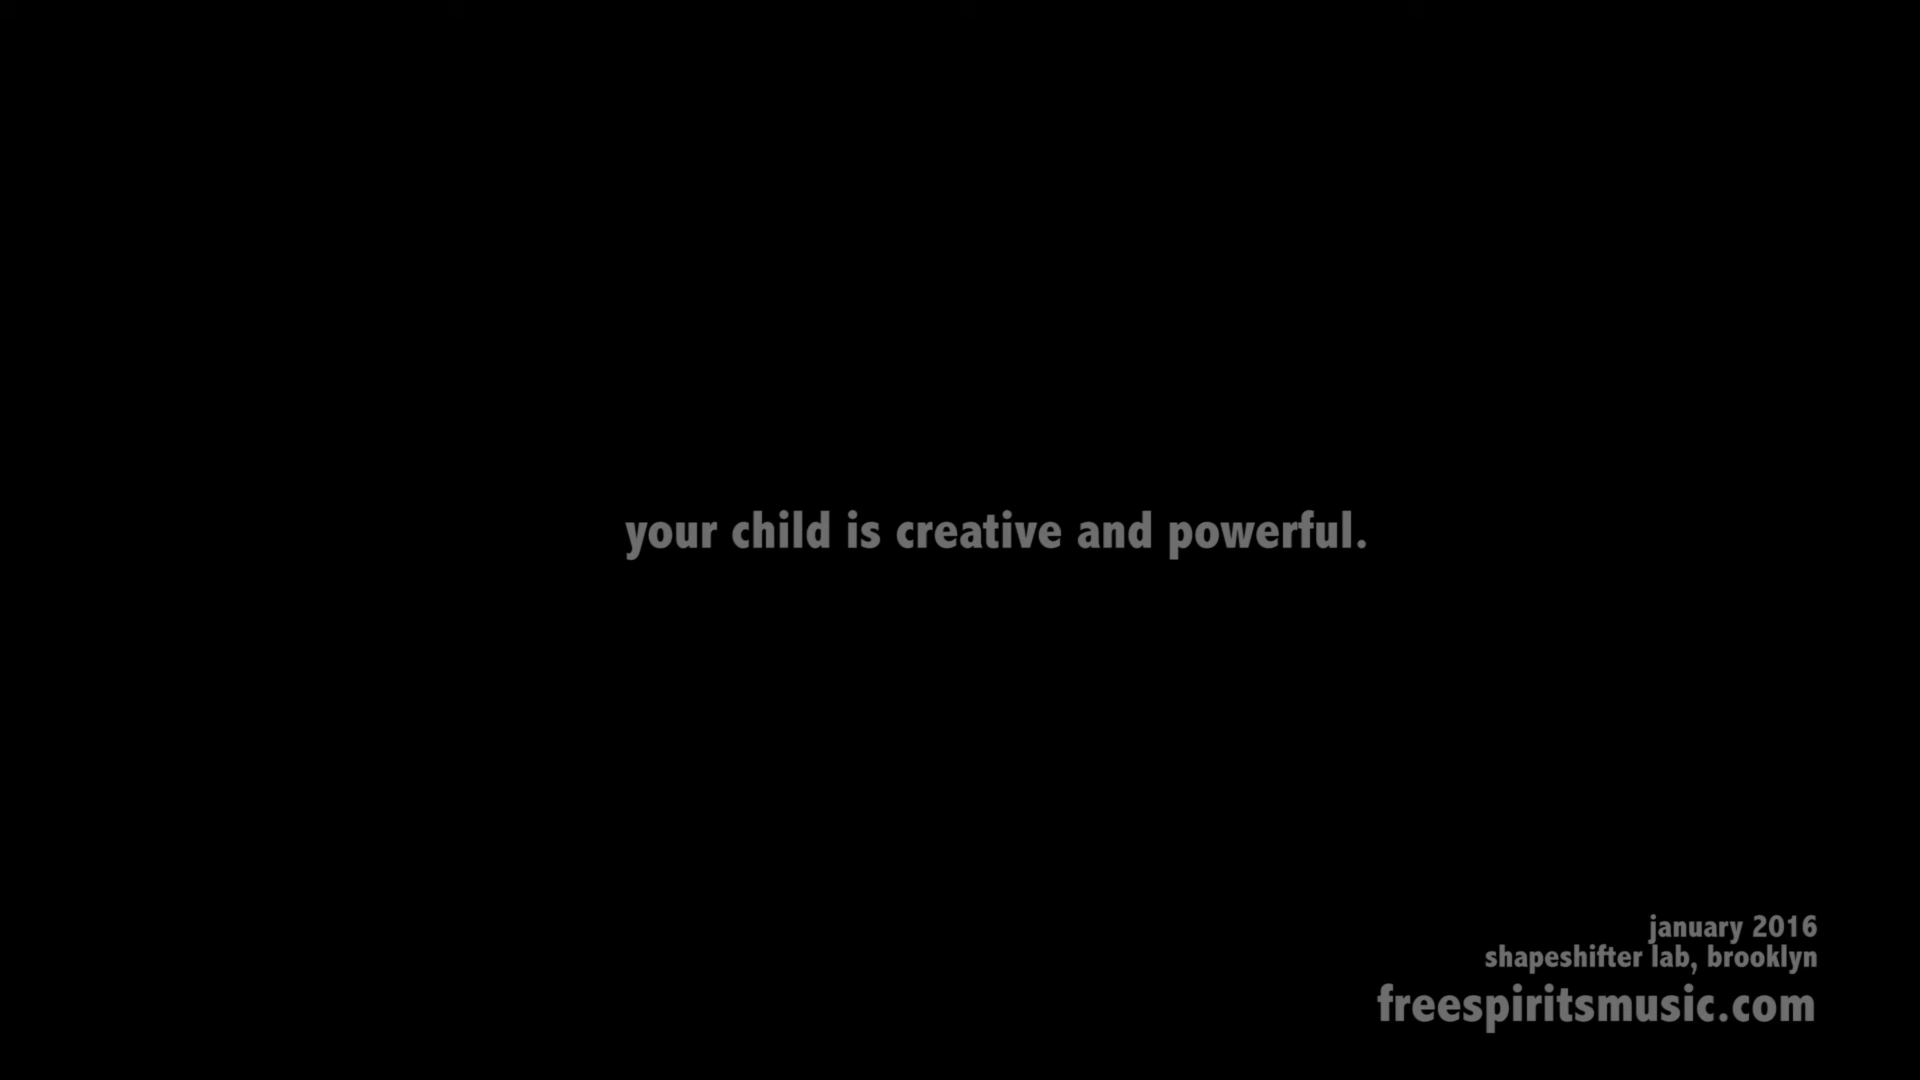 your child is creative and powerful.
january 2016
shapeshifter lab, brooklyn
freespiritsmusic.com